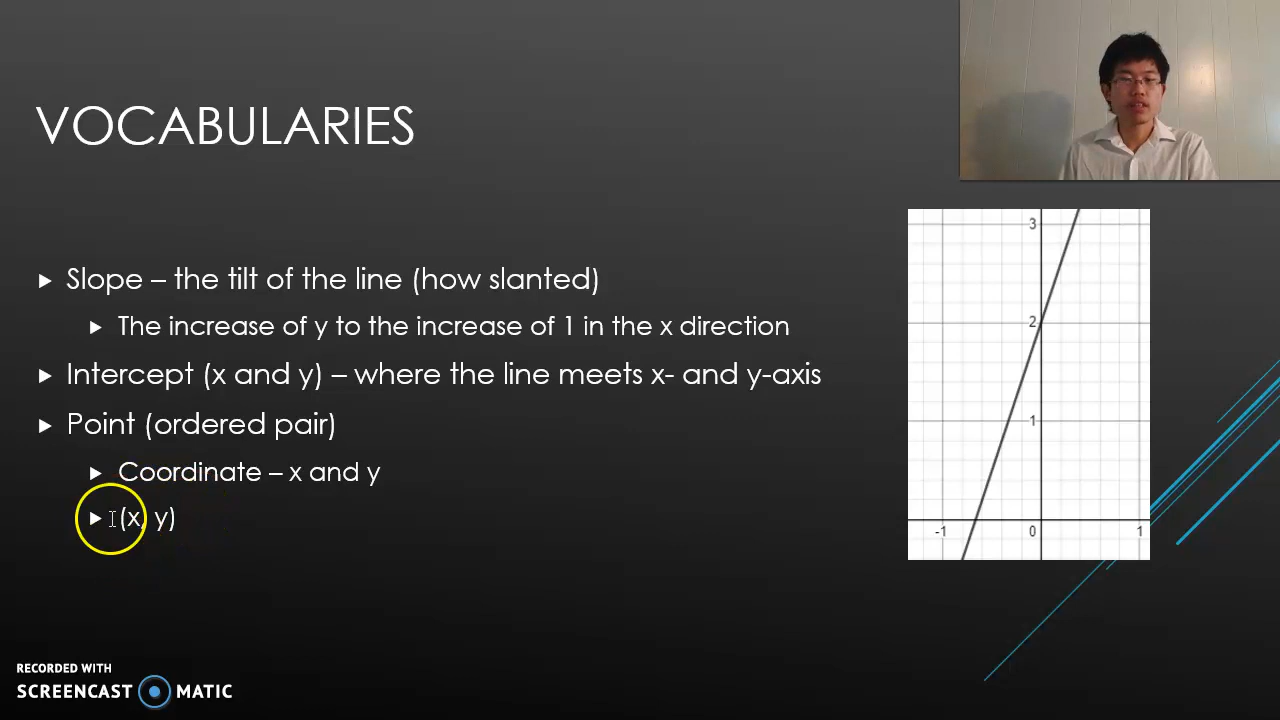 VOCABULARIES
Slope – the tilt of the line (how slanted)
The increase of y to the increase of 1 in the x direction
Intercept (x and y) – where the line meets x- and y-axis
Point (ordered pair)
Coordinate – x and y
(x, y)
3
2
1
-1 0 1
RECORDED WITH
SCREENCAST MATIC